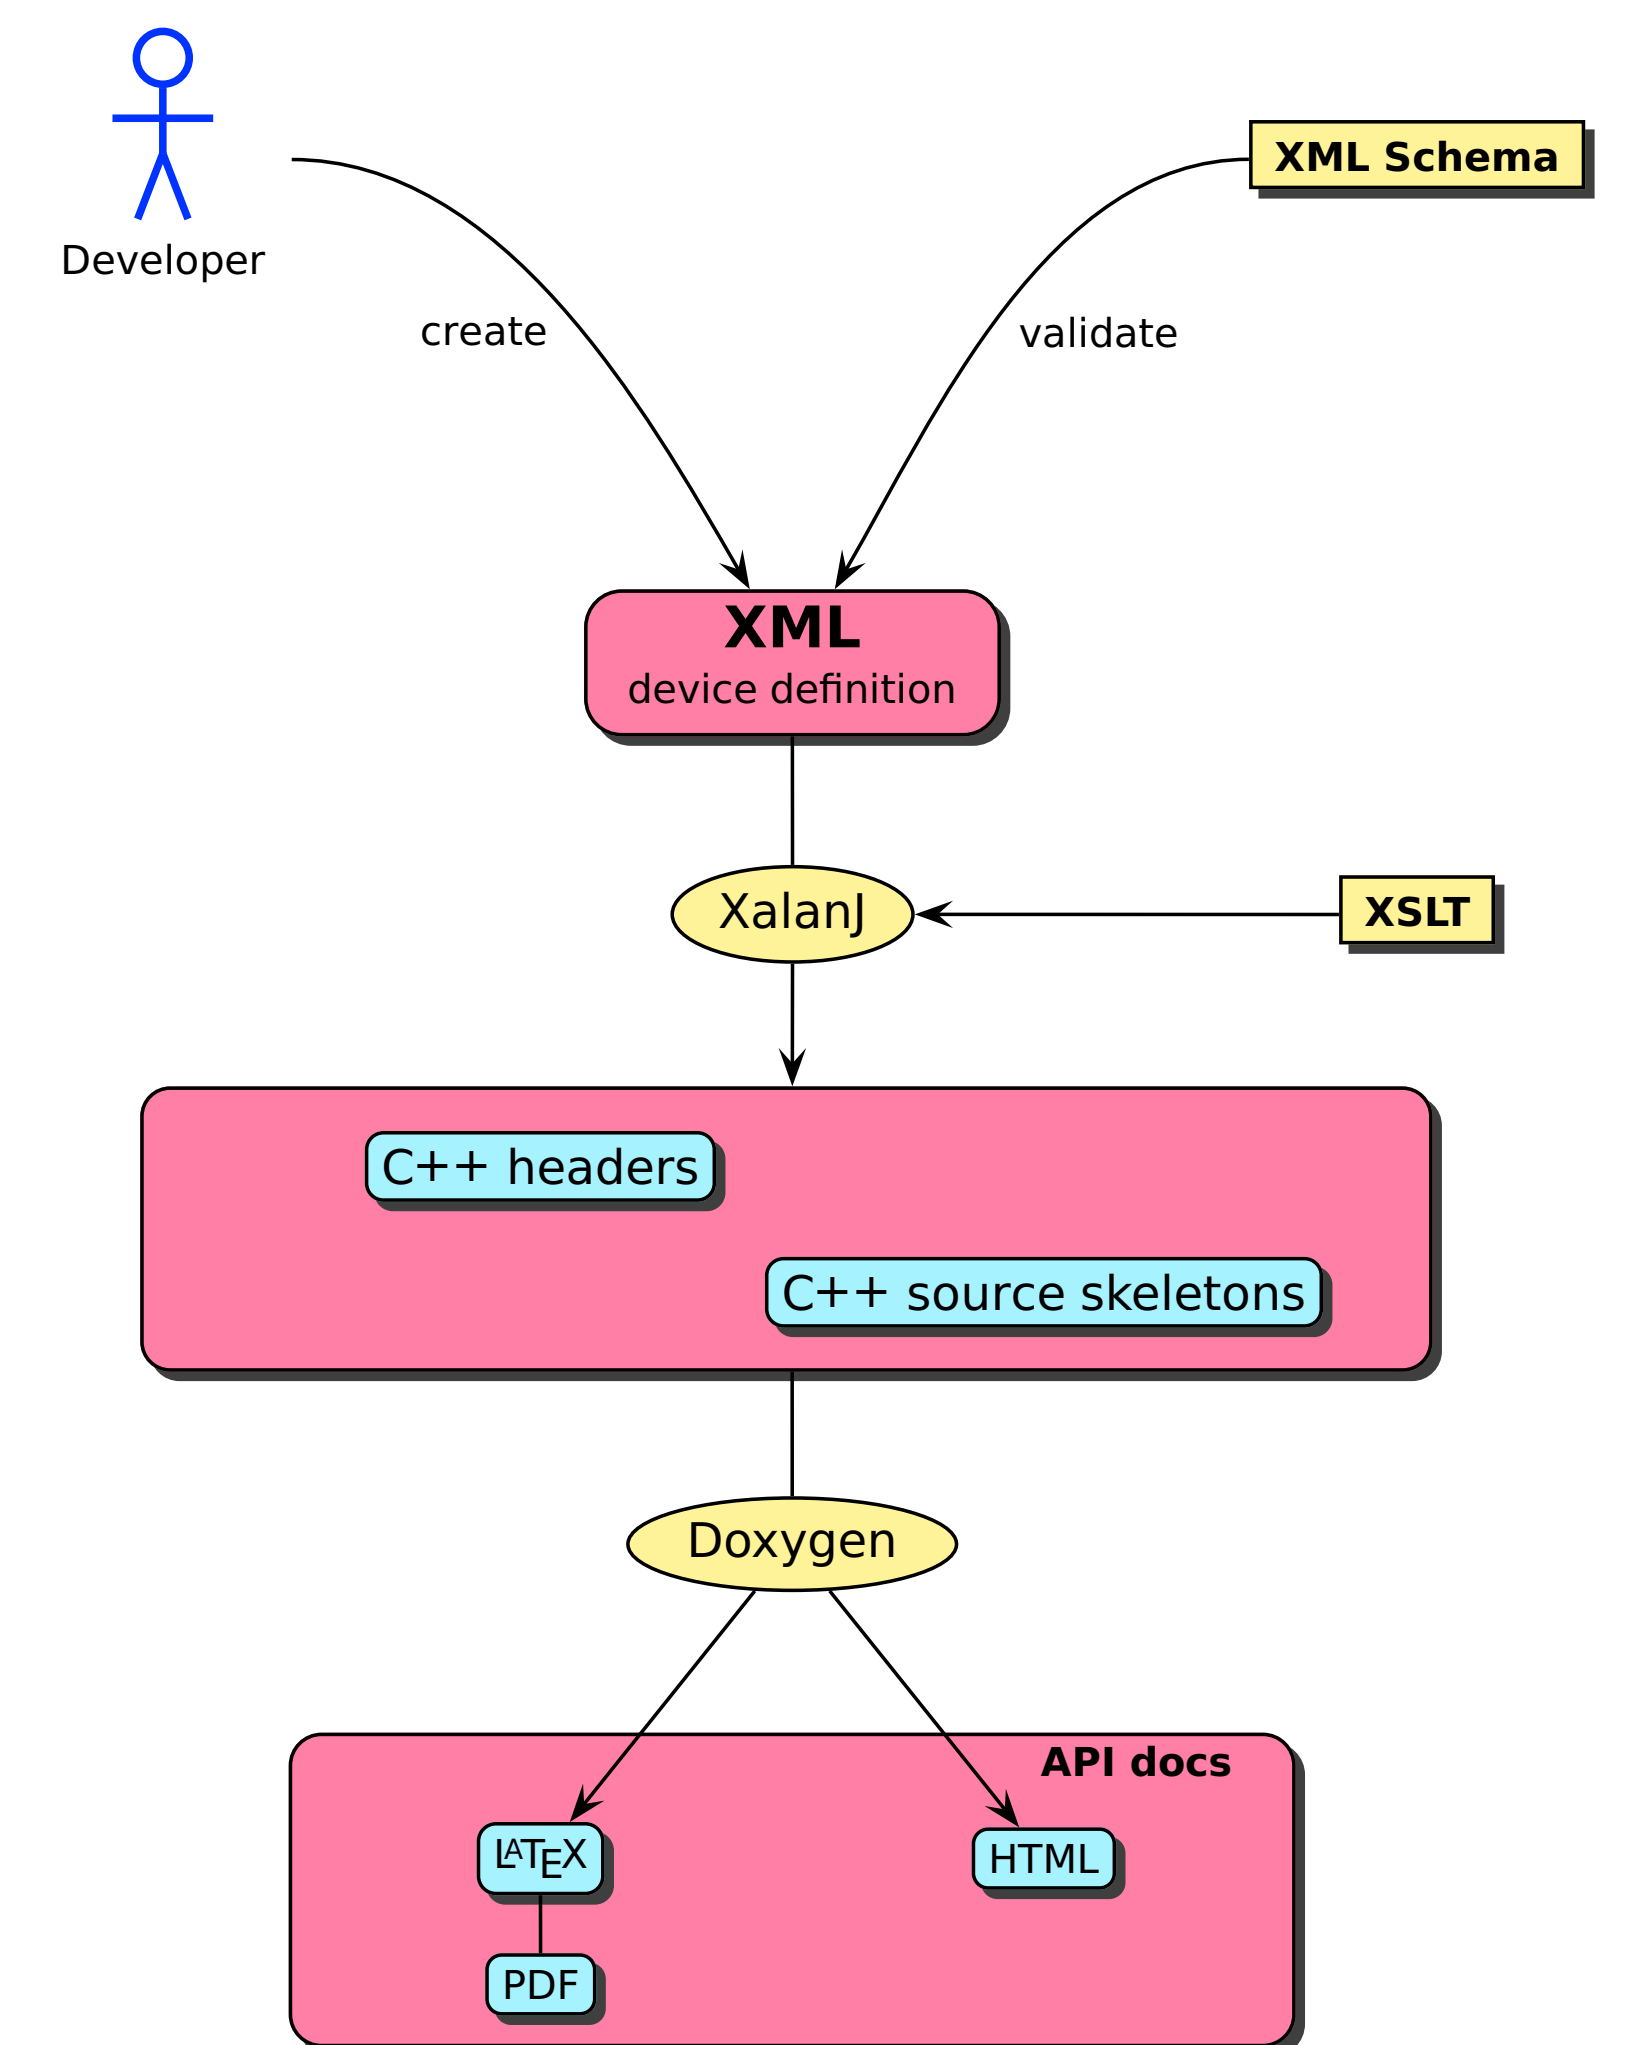 Developer
XML Schema
create
validate
XML
device definition
XalanJ
XSLT
C++ headers
C++ source skeletons
Doxygen
API docs
LATEX
HTML
PDF